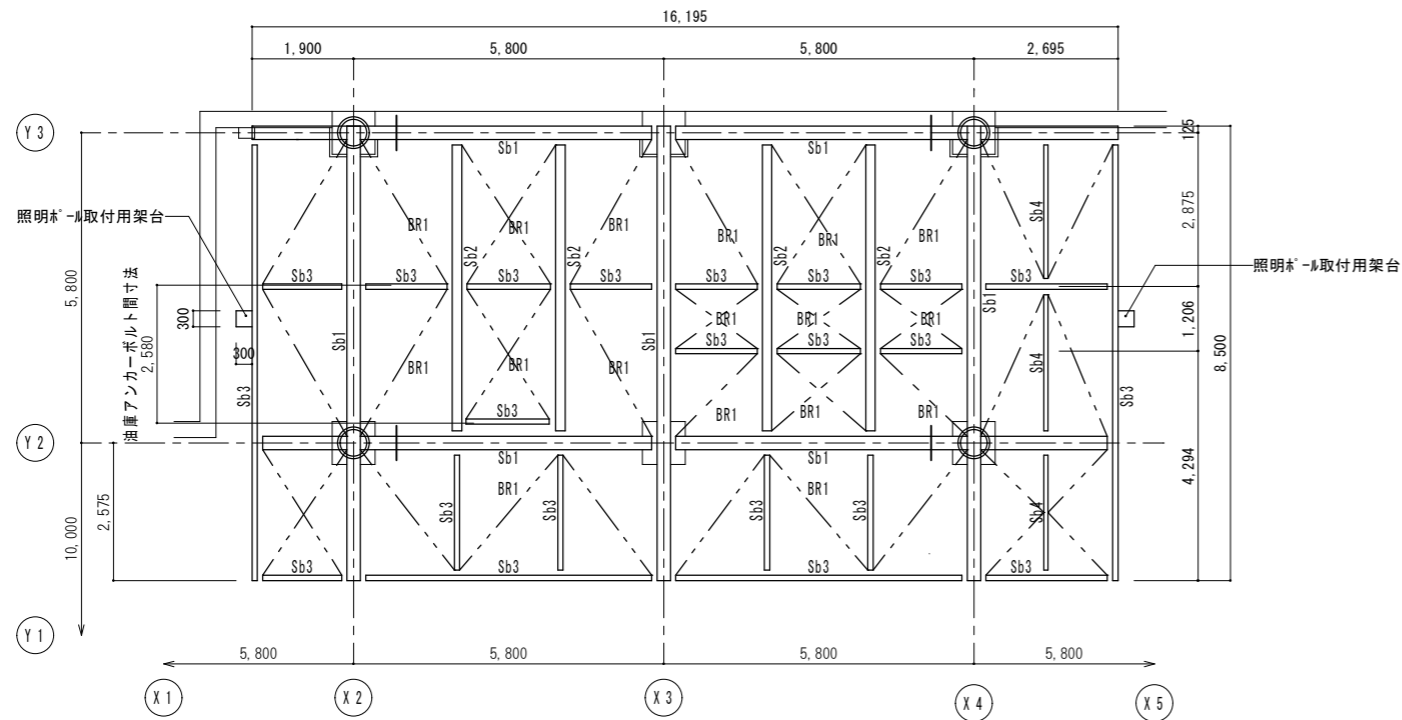 16,195
1,900 5,800 5,800 2,695
Y3
Sb1 Sb1
125
照明ﾎﾟｰﾙ取付用架台
照明ﾎﾟｰﾙ取付用架台
BR1 BR1 BR1 BR1 BR1 BR1
Sb2 Sb2 Sb2 Sb2 Sb4
2,875
Sb3 Sb3 Sb3 Sb3 Sb3 Sb3 Sb3 Sb3
5,800
油庫アンカーボルト間寸法
2,580
300
300
Sb1 Sb1 Sb1
BR1 BR1 BR1
1,206
Sb3 Sb3 Sb3
Sb4
8,500
BR1 BR1
Sb3 Sb3
Sb3
BR1 BR1 BR1
Y2
Sb1 Sb1
BR1 BR1
Sb3 Sb3 Sb3 Sb3 Sb4
4,294
2,575
10,000
Sb3 Sb3 Sb3 Sb3
Y1
5,800 5,800 5,800 5,800
X1 X2 X3 X4 X5